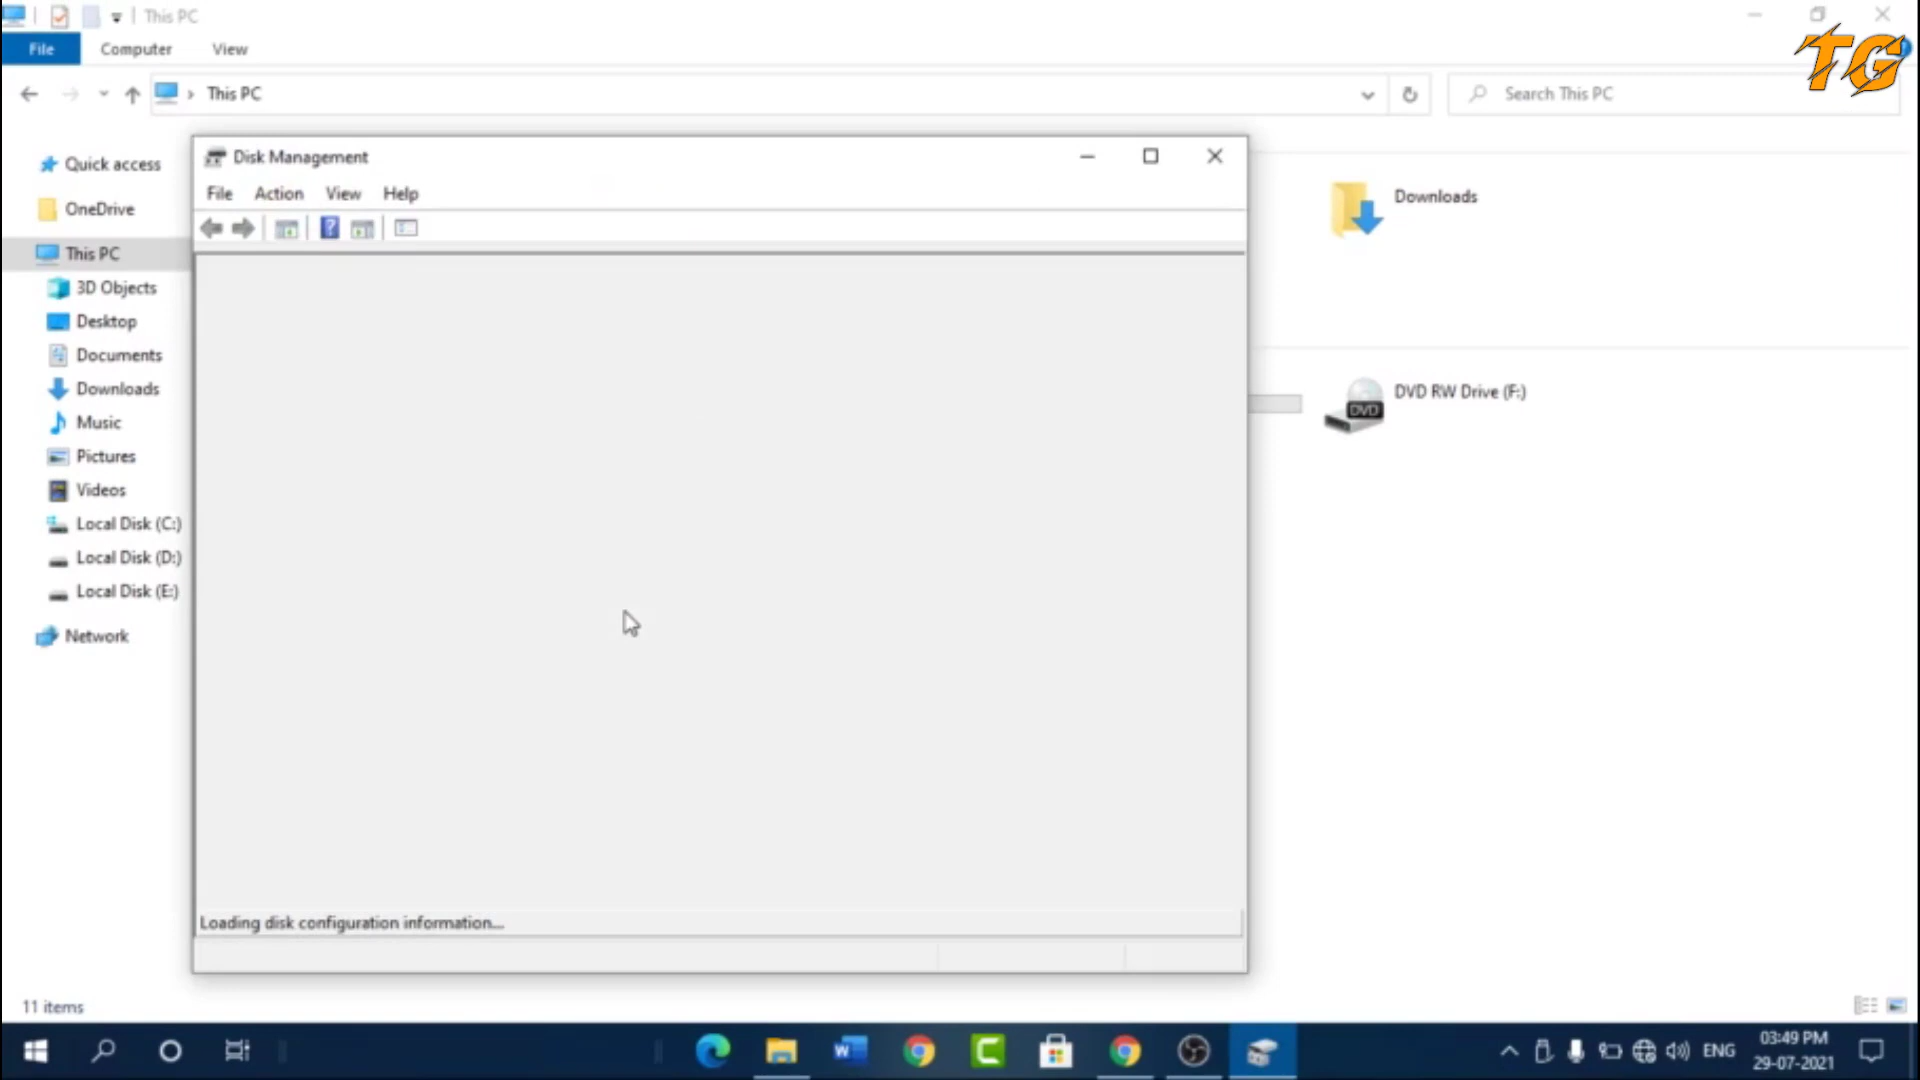 This PC
TG
File Computer View
This PC
Search This PC
Quick access
OneDrive
This PC
3D Objects
Desktop
Documents
Downloads
Music
Pictures
Videos
Local Disk (C:)
Local Disk (D:)
Local Disk (E:)
Network
Disk Management
File Action View Help
Loading disk configuration information...
Downloads
DVD RW Drive (F:)
DVD
11 items
ENG
03:49 PM
29-07-2021